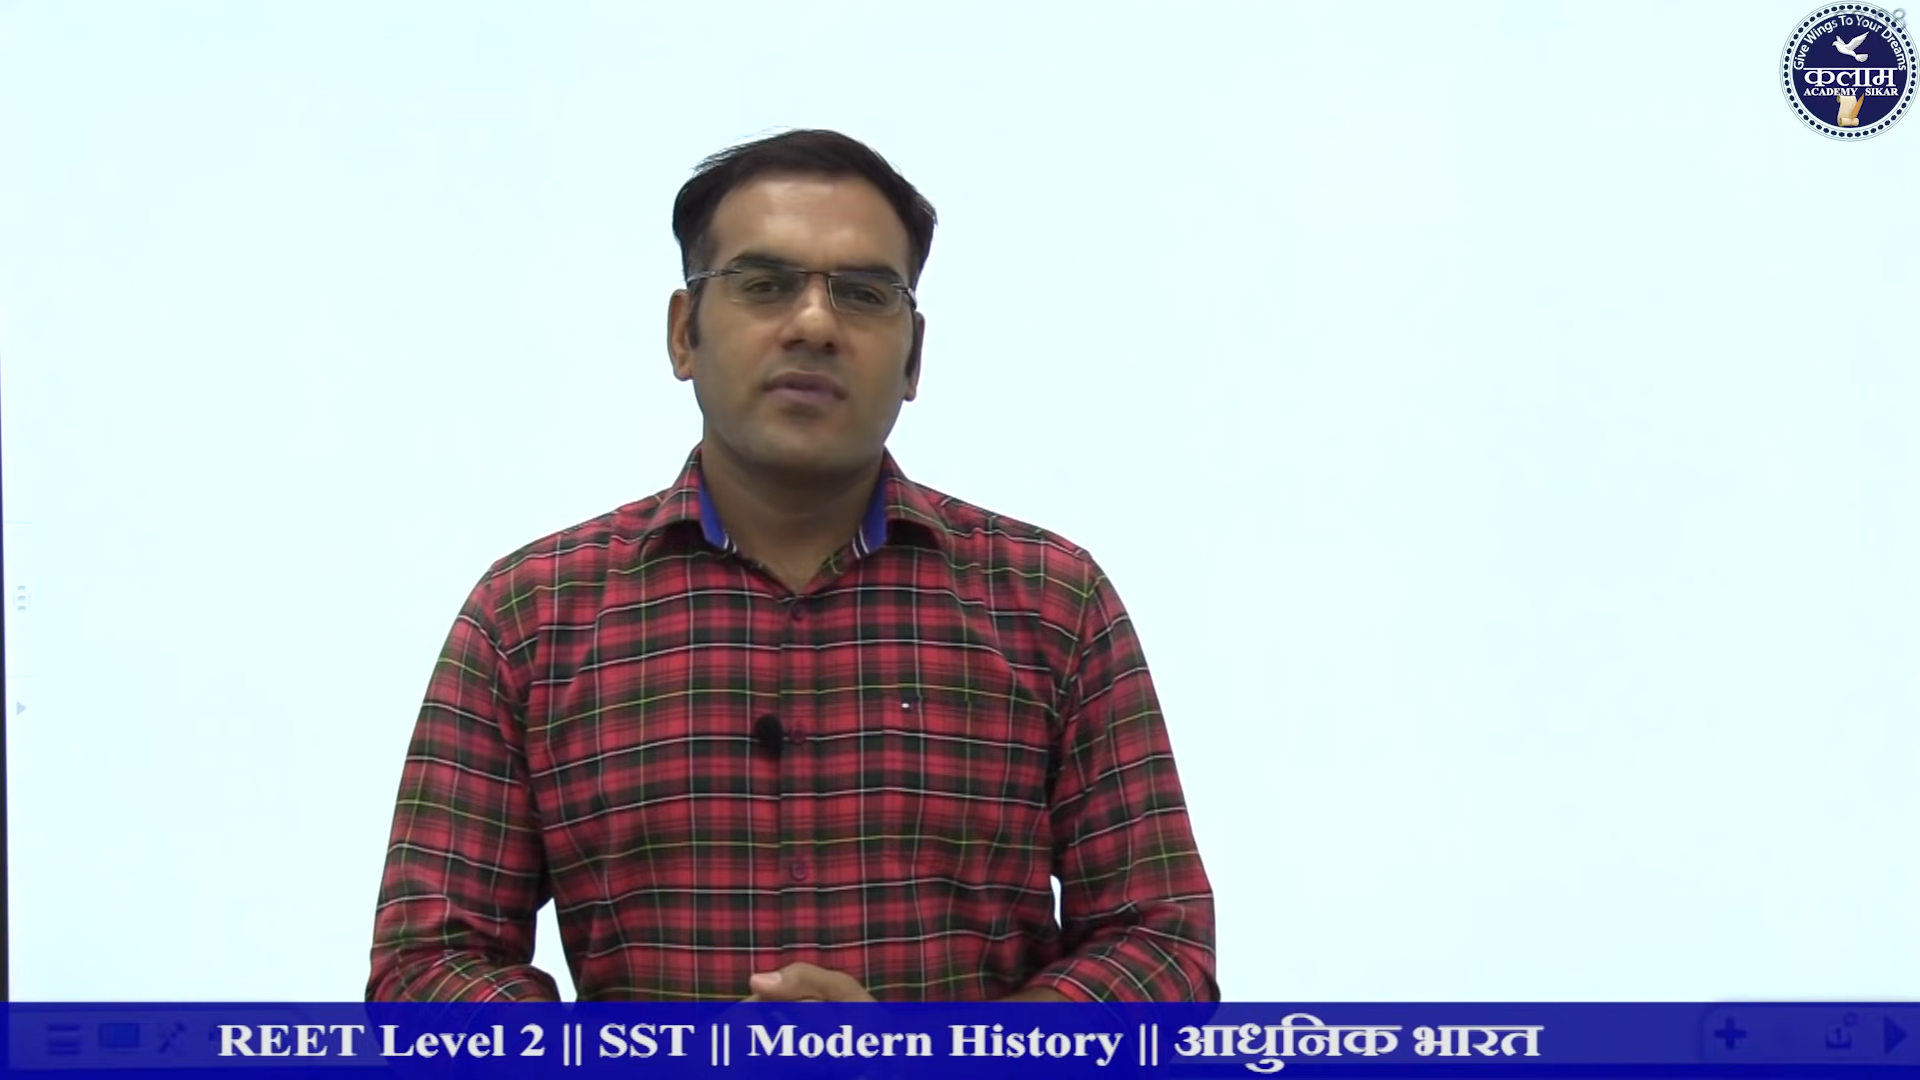 Give Wings To Your Dreams
कलाम
ACADEMY SIKAR
REET Level 2 || SST || Modern History || आधुनिक भारत